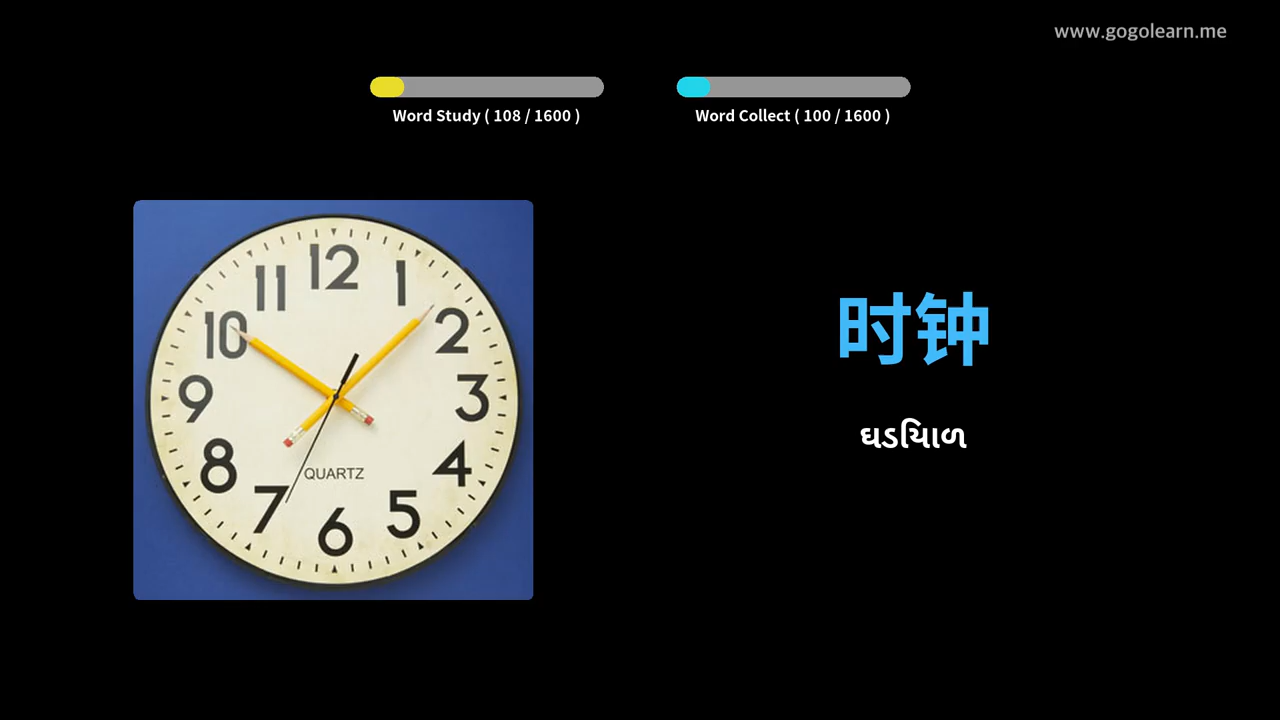 www.gogolearn.me
Word Study ( 108 / 1600 )
Word Collect ( 100 / 1600 )
12
11
1
10
2
9
3
8
4
QUARTZ
7
5
6
时钟
ઘડિયાળ